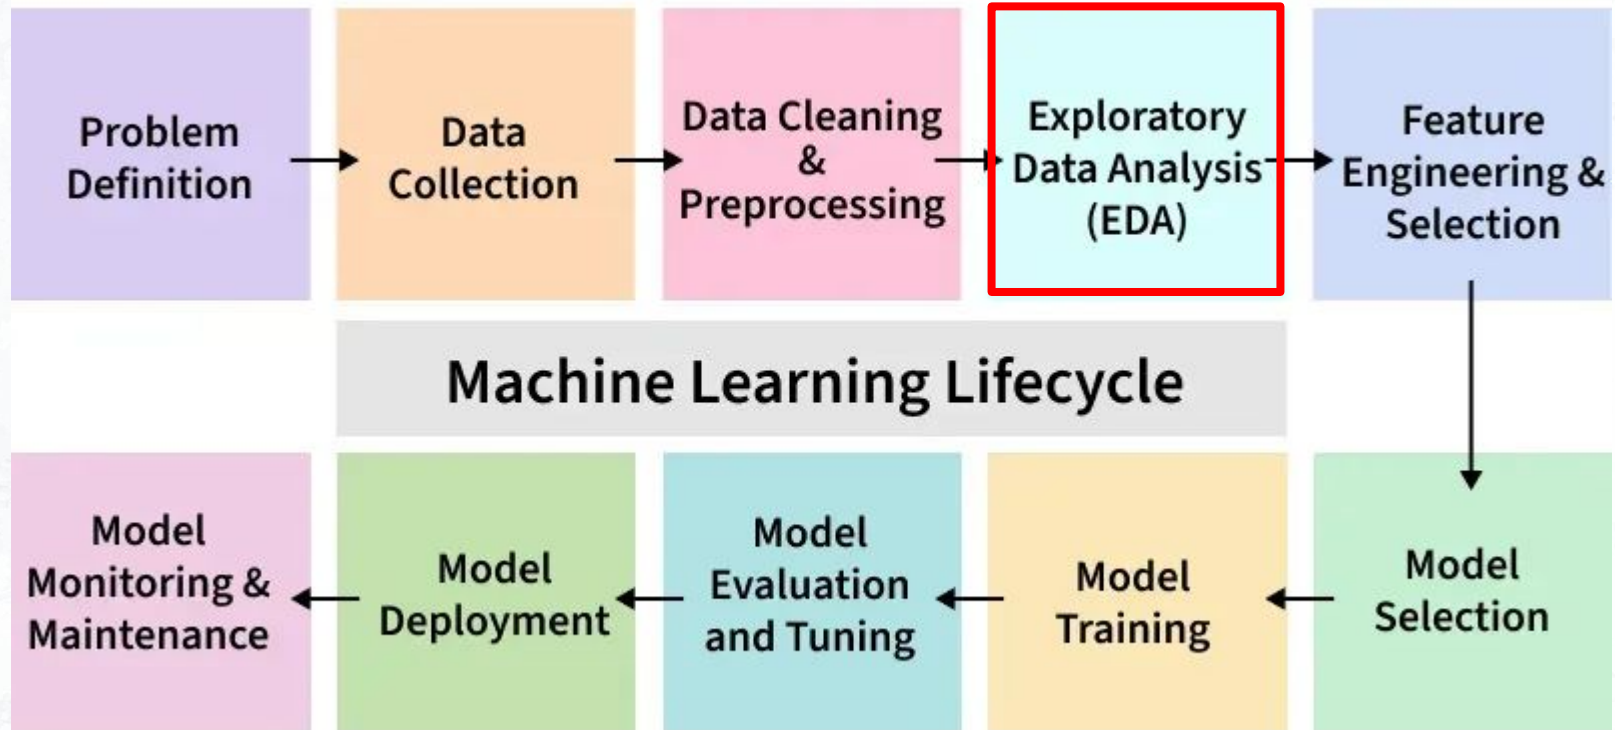 Problem
Definition
Data
Collection
Data Cleaning
&
Preprocessing
Exploratory
Data Analysis
(EDA)
Feature
Engineering &
Selection
Machine Learning Lifecycle
Model
Monitoring &
Maintenance
Model
Deployment
Model
Evaluation
and Tuning
Model
Training
Model
Selection